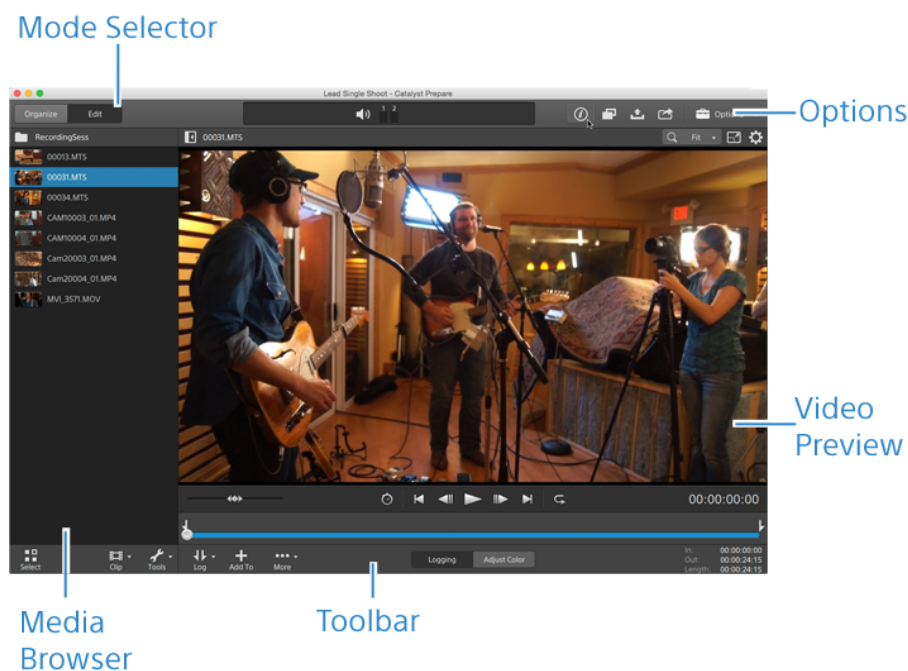 Mode Selector
Lead Single Shoot - Catalyst Prepare
Organize Edit
1 2
Options
RecordingSess
00031.MTS
Fit
00013.MTS
00031.MTS
00034.MTS
CAM10003_01.MP4
CAM10004_01.MP4
Cam20003_01.MP4
Cam20004_01.MP4
MVI_3571.MOV
EXIT
Video
Preview
00:00:00:00
Select Clip Tools Log Add To More
Logging Adjust Color
In: 00:00:00:00
Out: 00:00:24:15
Length: 00:00:24:15
Media
Browser
Toolbar